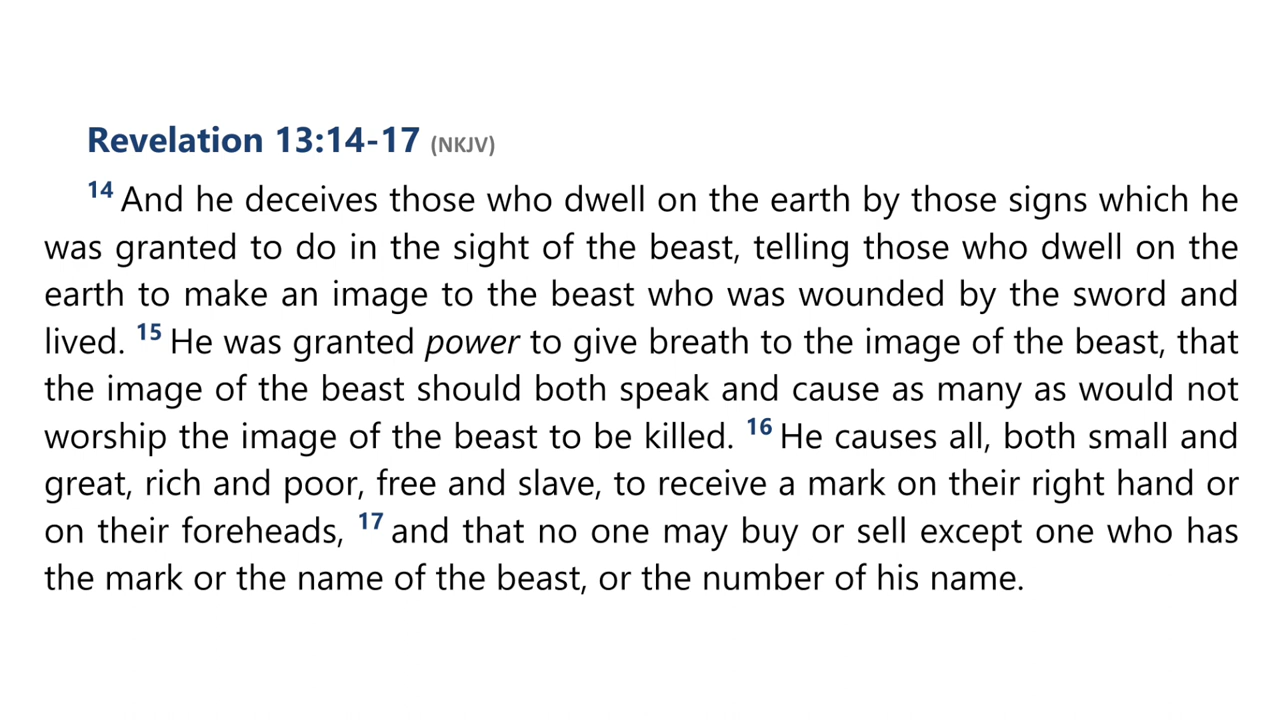 Revelation 13:14-17 (NKJV)
14 And he deceives those who dwell on the earth by those signs which he
was granted to do in the sight of the beast, telling those who dwell on the
earth to make an image to the beast who was wounded by the sword and
lived. 15 He was granted power to give breath to the image of the beast, that
the image of the beast should both speak and cause as many as would not
worship the image of the beast to be killed. 16 He causes all, both small and
great, rich and poor, free and slave, to receive a mark on their right hand or
on their foreheads, 17 and that no one may buy or sell except one who has
the mark or the name of the beast, or the number of his name.